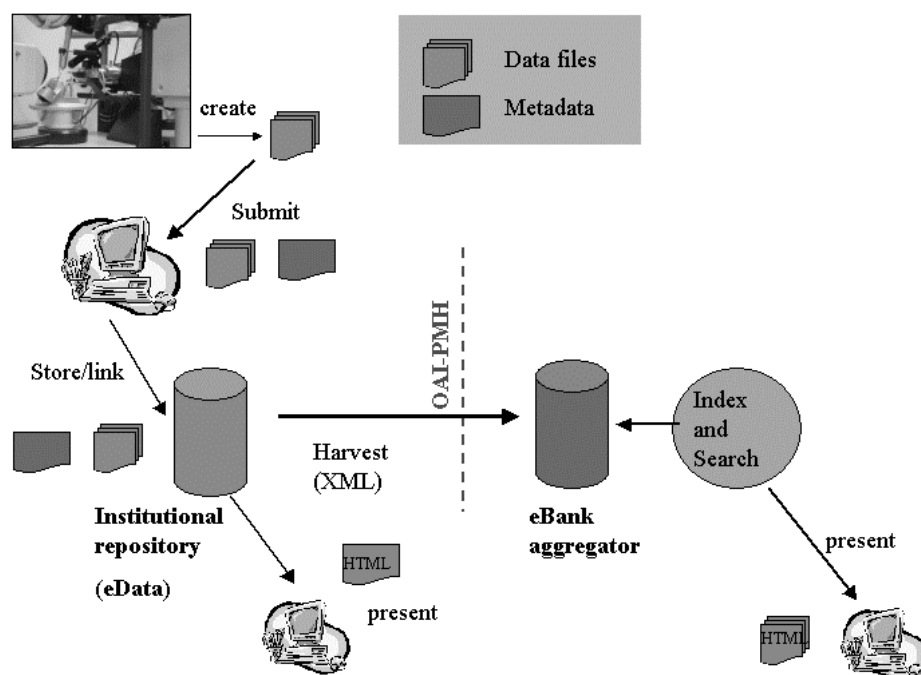 create
Data files
Metadata
Submit
OAI-PMH
Store/link
Harvest
(XML)
Index
and
Search
Institutional
repository
(eData)
eBank
aggregator
HTML
present
present
HTML